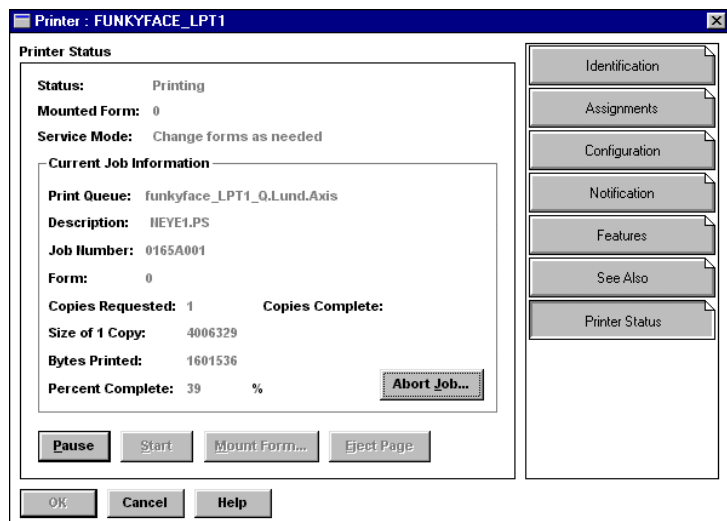 Printer : FUNKYFACE_LPT1
Printer Status
Status: Printing
Mounted Form: 0
Service Mode: Change forms as needed
Current Job Information
Print Queue: funkyface_LPT1_Q.Lund.Axis
Description: NEYE1.PS
Job Number: 0165A001
Form: 0
Copies Requested: 1 Copies Complete:
Size of 1 Copy: 4006329
Bytes Printed: 1601536
Percent Complete: 39 %
Abort Job...
Pause Start Mount Form... Eject Page
OK Cancel Help
Identification
Assignments
Configuration
Notification
Features
See Also
Printer Status